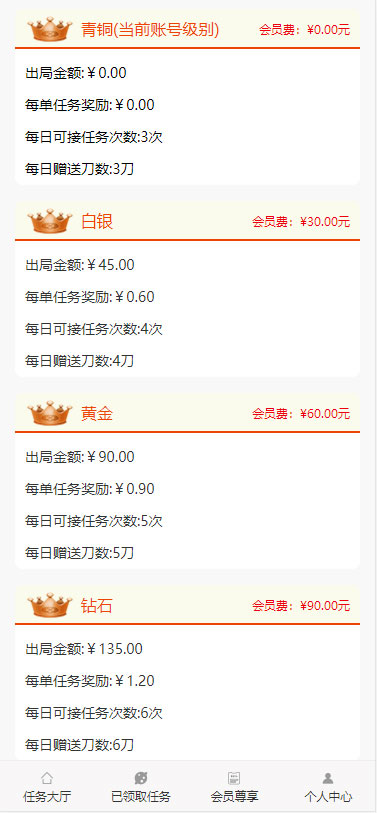 青铜(当前账号级别) 会员费：¥0.00元
出局金额:￥0.00
每单任务奖励:￥0.00
每日可接任务次数:3次
每日赠送刀数:3刀
白银 会员费：¥30.00元
出局金额:￥45.00
每单任务奖励:￥0.60
每日可接任务次数:4次
每日赠送刀数:4刀
黄金 会员费：¥60.00元
出局金额:￥90.00
每单任务奖励:￥0.90
每日可接任务次数:5次
每日赠送刀数:5刀
钻石 会员费：¥90.00元
出局金额:￥135.00
每单任务奖励:￥1.20
每日可接任务次数:6次
每日赠送刀数:6刀
任务大厅 已领取任务 会员尊享 个人中心